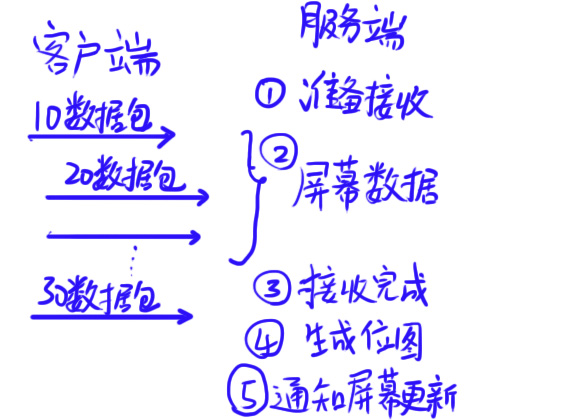 客户端
服务端
① 准备接收
10数据包
②
20数据包
屏幕数据
30数据包
③ 接收完成
④ 生成位图
⑤ 通知屏幕更新